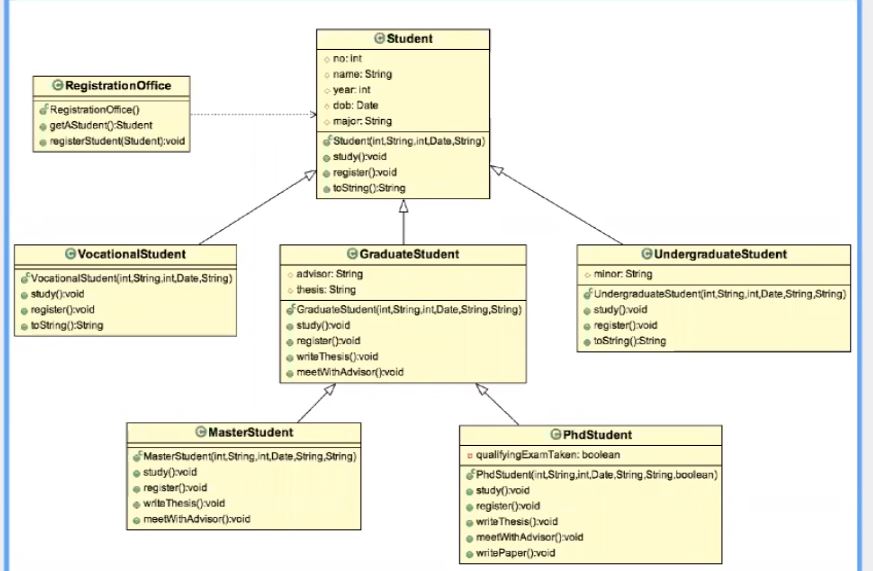 Student
no: int
name: String
year: int
dob: Date
major: String
Student(int,String,int,Date,String)
study():void
register():void
toString():String
RegistrationOffice
RegistrationOffice()
getAStudent():Student
registerStudent(Student):void
VocationalStudent
VocationalStudent(int,String,int,Date,String)
study():void
register():void
toString():String
GraduateStudent
advisor: String
thesis: String
GraduateStudent(int,String,int,Date,String,String)
study():void
register():void
writeThesis():void
meetWithAdvisor():void
UndergraduateStudent
minor: String
UndergraduateStudent(int,String,int,Date,String,String)
study():void
register():void
toString():String
MasterStudent
MasterStudent(int,String,int,Date,String,String)
study():void
register():void
writeThesis():void
meetWithAdvisor():void
PhdStudent
qualifyingExamTaken: boolean
PhdStudent(int,String,int,Date,String,String,boolean)
study():void
register():void
writeThesis():void
meetWithAdvisor():void
writePaper():void